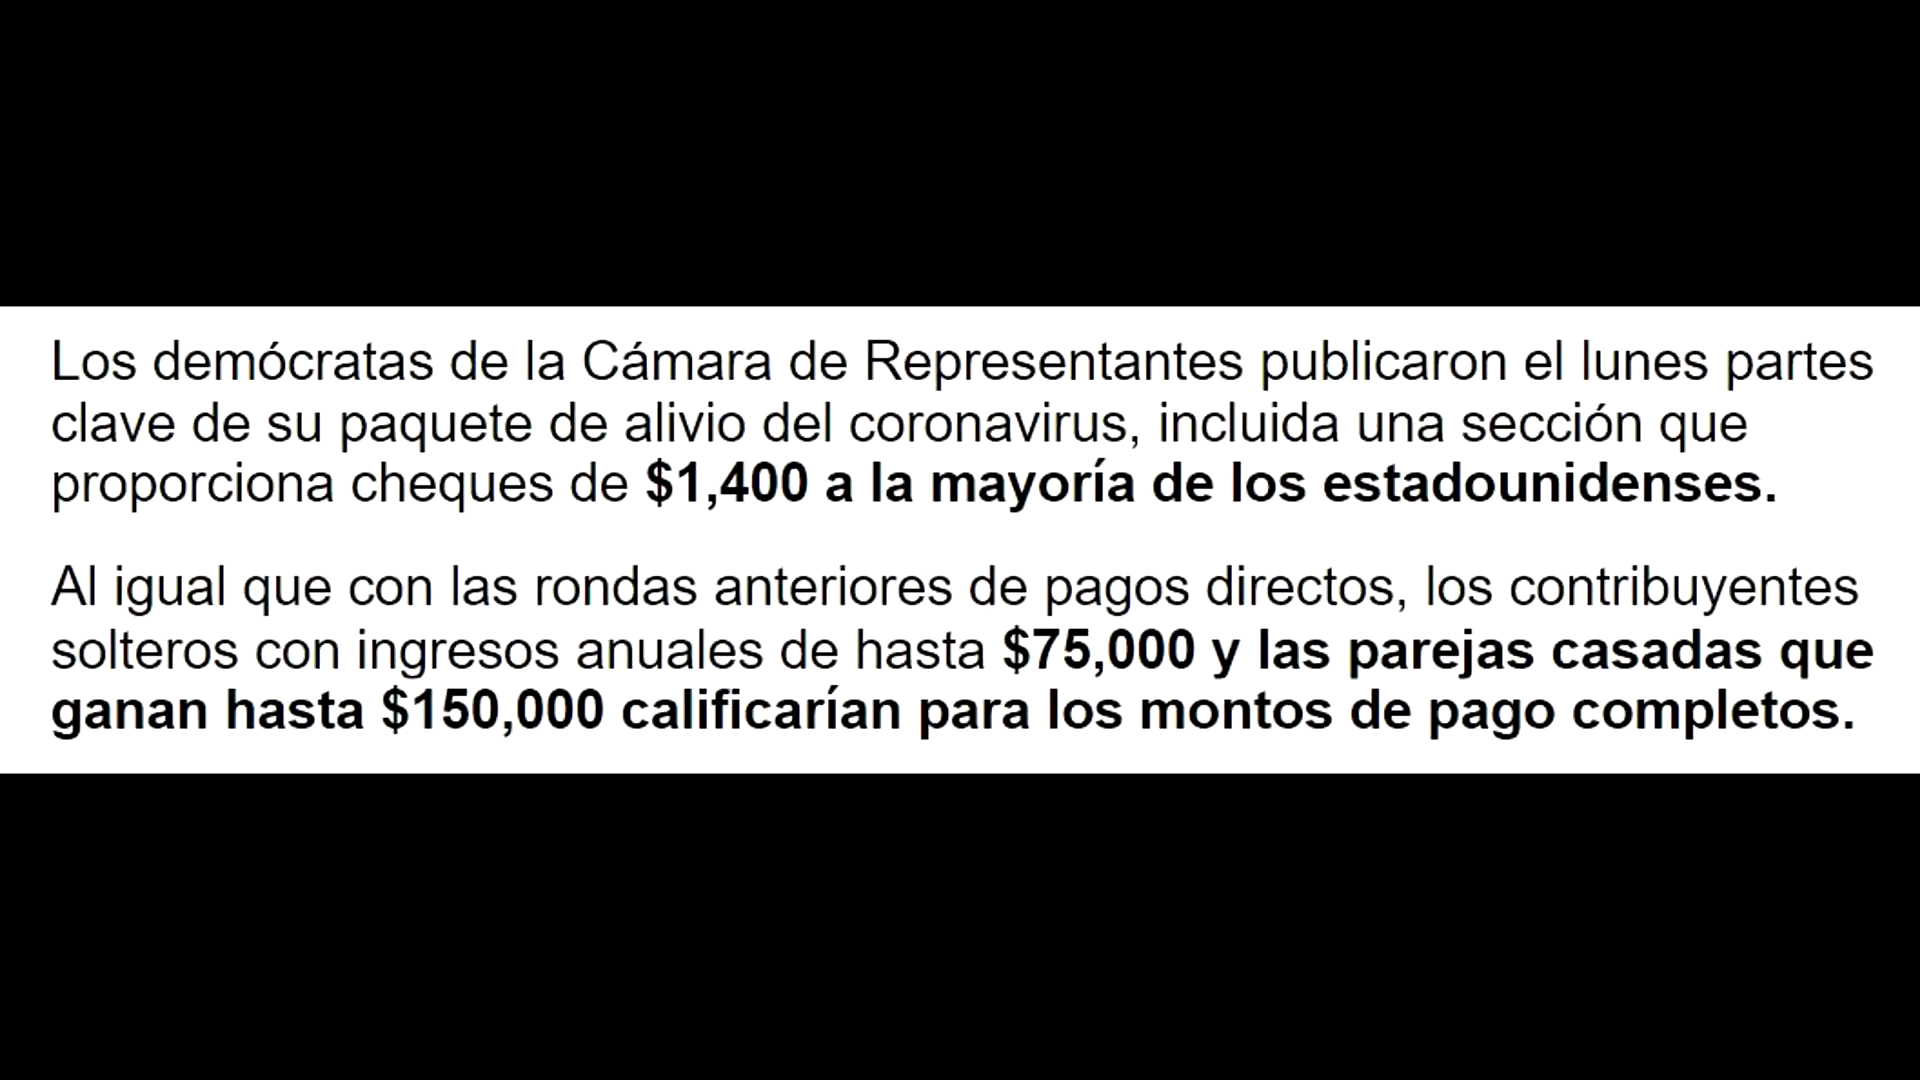 Los demócratas de la Cámara de Representantes publicaron el lunes partes
clave de su paquete de alivio del coronavirus, incluida una sección que
proporciona cheques de $1,400 a la mayoría de los estadounidenses.
Al igual que con las rondas anteriores de pagos directos, los contribuyentes
solteros con ingresos anuales de hasta $75,000 y las parejas casadas que
ganan hasta $150,000 calificarían para los montos de pago completos.